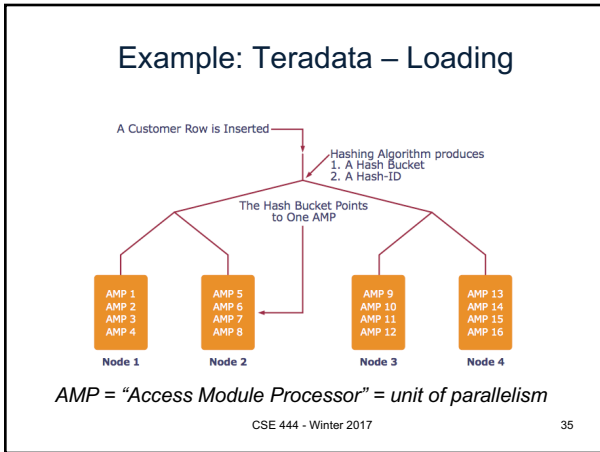 Example: Teradata – Loading
A Customer Row is Inserted
Hashing Algorithm produces
1. A Hash Bucket
2. A Hash-ID
The Hash Bucket Points
to One AMP
AMP 1
AMP 2
AMP 3
AMP 4
Node 1
AMP 5
AMP 6
AMP 7
AMP 8
Node 2
AMP 9
AMP 10
AMP 11
AMP 12
Node 3
AMP 13
AMP 14
AMP 15
AMP 16
Node 4
AMP = “Access Module Processor” = unit of parallelism
CSE 444 - Winter 2017
35